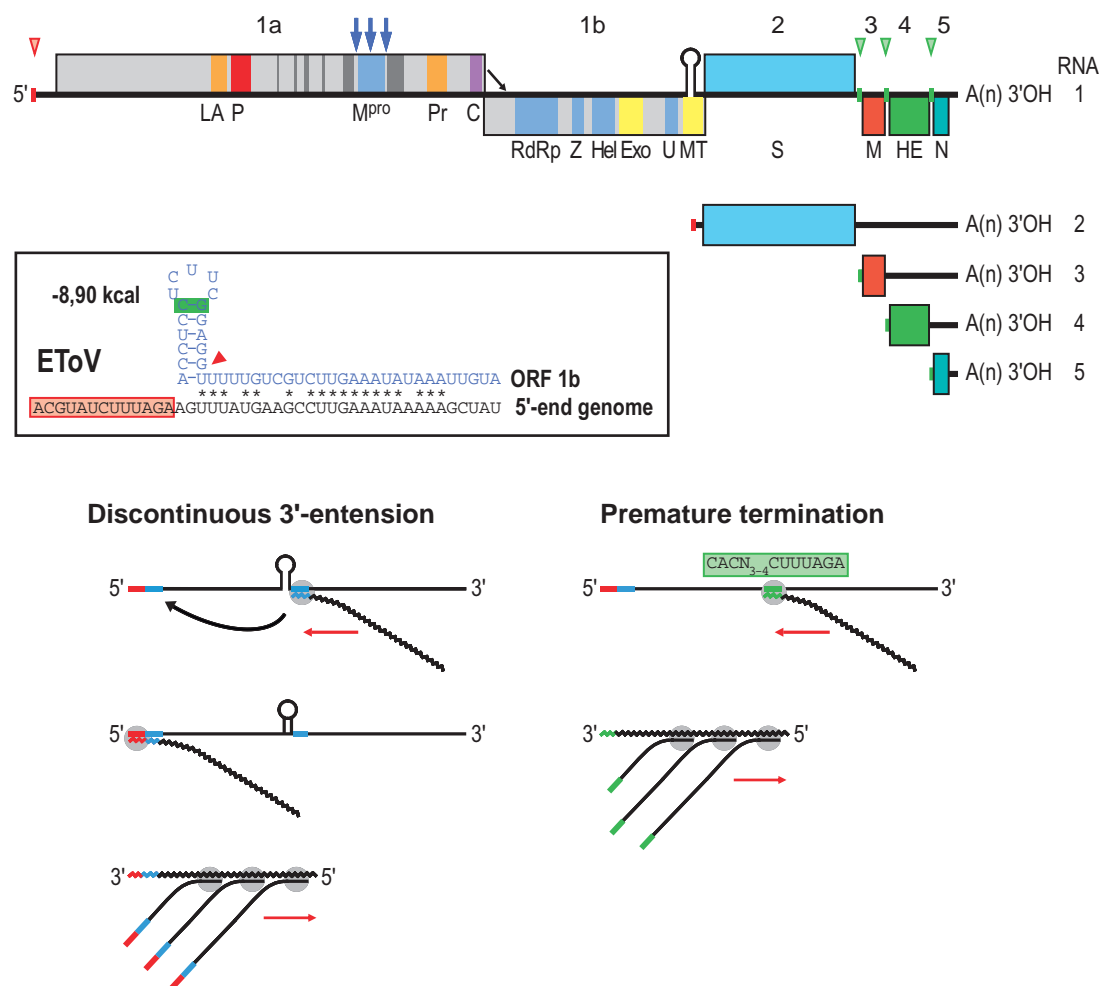 1a 1b 2 3 4 5
RNA
5' A(n) 3'OH 1
LA P Mpro Pr C
RdRp Z Hel Exo U MT S M HE N
A(n) 3'OH 2
A(n) 3'OH 3
A(n) 3'OH 4
A(n) 3'OH 5
U
C U
C C
U C
-8,90 kcal
C-G
C-G
U-A
C-G
C-G
EToV
A-UUUUUGUCGUCUUGAAAUAUAAAUUGUA ORF 1b
*** ** * ********* ***
ACGUAUCUUUAGAAGUUUAUGAAGCCUUGAAAUAAAAAGCUAU 5'-end genome
Discontinuous 3'-entension
Premature termination
CACN3-4CUUUAGA
5' 3'
5' 3'
5' 3'
3' 5'
3' 5'